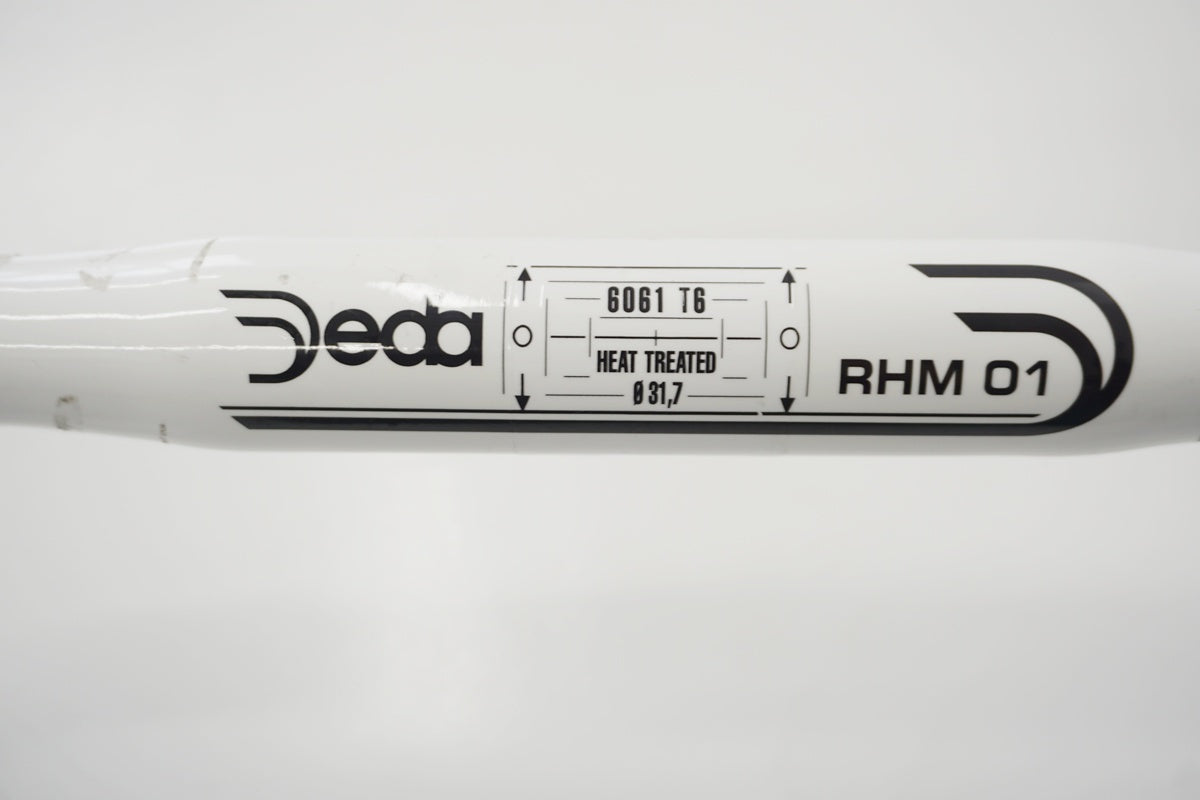 Deda
6061 T6
HEAT TREATED
Ø 31,7
RHM 01